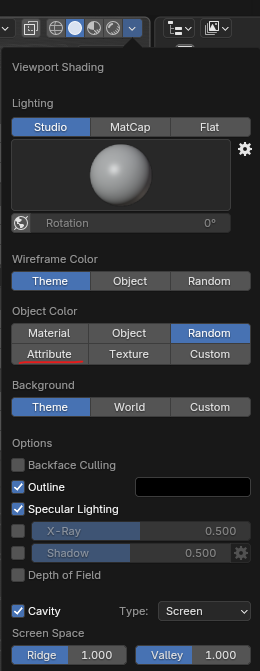 Viewport Shading
Lighting
Studio MatCap Flat
Rotation 0°
Wireframe Color
Theme Object Random
Object Color
Material Object Random
Attribute Texture Custom
Background
Theme World Custom
Options
Backface Culling
Outline
Specular Lighting
X-Ray 0.500
Shadow 0.500
Depth of Field
Cavity Type: Screen
Screen Space
Ridge 1.000 Valley 1.000